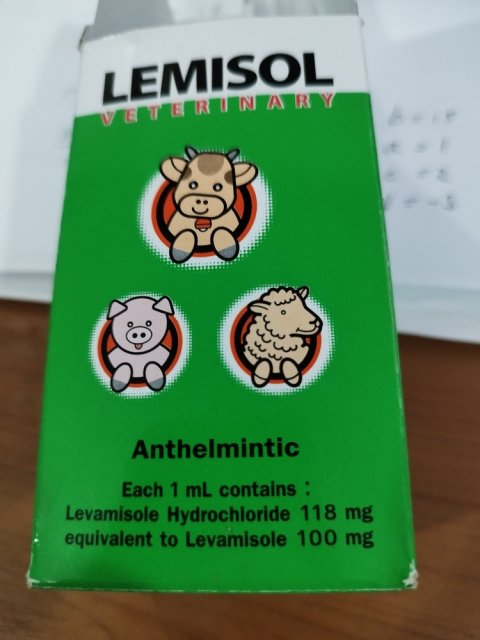 LEMISOL
VETERINARY
Anthelmintic
Each 1 mL contains :
Levamisole Hydrochloride 118 mg
equivalent to Levamisole 100 mg